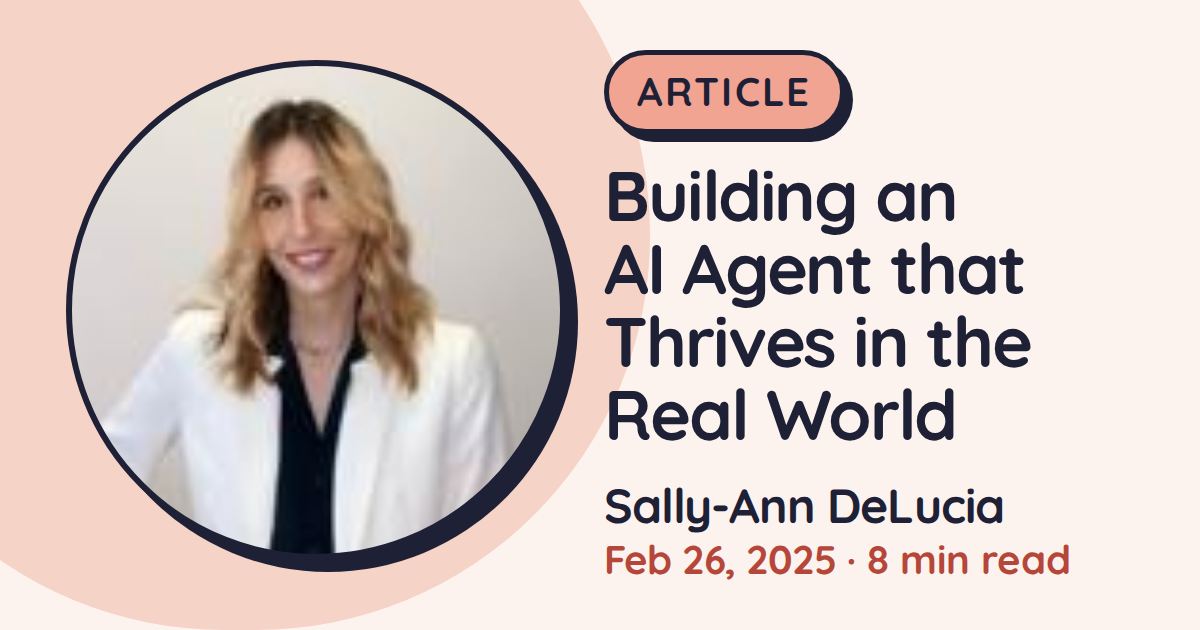 ARTICLE
Building an
AI Agent that
Thrives in the
Real World
Sally-Ann DeLucia
Feb 26, 2025 · 8 min read